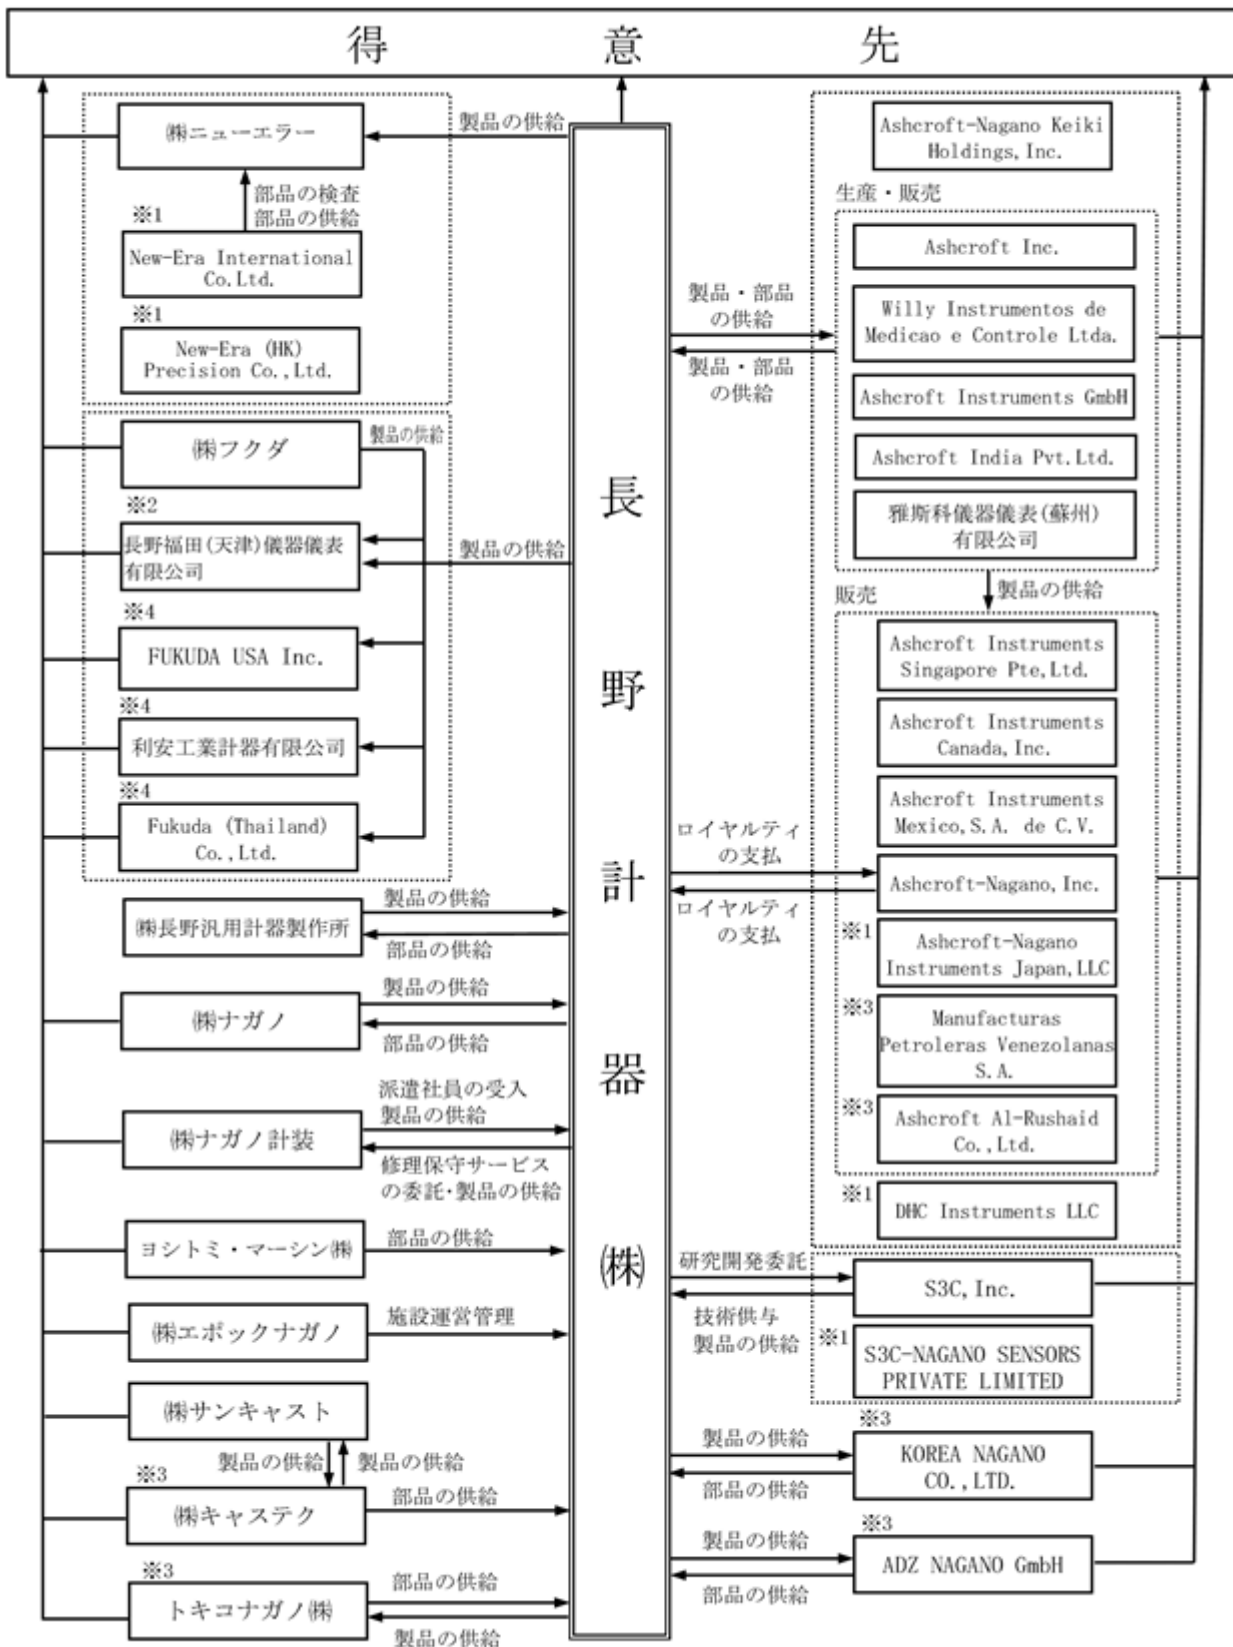 得意先
㈱ニューエラー
製品の供給
部品の検査
部品の供給
※1
New-Era International
Co.Ltd.
※1
New-Era (HK)
Precision Co.,Ltd.
㈱フクダ
製品の供給
※2
長野福田(天津)儀器儀表
有限公司
製品の供給
※4
FUKUDA USA Inc.
※4
利安工業計器有限公司
※4
Fukuda (Thailand)
Co.,Ltd.
㈱長野汎用計器製作所
製品の供給
部品の供給
㈱ナガノ
製品の供給
部品の供給
㈱ナガノ計装
派遣社員の受入
製品の供給
修理保守サービス
の委託・製品の供給
ヨシトミ・マーシン㈱
部品の供給
㈱エポックナガノ
施設運営管理
㈱サンキャスト
製品の供給
製品の供給
※3
㈱キャステク
部品の供給
※3
トキコナガノ㈱
部品の供給
製品の供給
長野計器㈱
Ashcroft-Nagano Keiki
Holdings,Inc.
生産・販売
Ashcroft Inc.
Willy Instrumentos de
Medicao e Controle Ltda.
Ashcroft Instruments GmbH
Ashcroft India Pvt.Ltd.
雅斯科儀器儀表(蘇州)
有限公司
製品・部品
の供給
製品・部品
の供給
製品の供給
販売
Ashcroft Instruments
Singapore Pte,Ltd.
Ashcroft Instruments
Canada,Inc.
Ashcroft Instruments
Mexico,S.A. de C.V.
ロイヤルティ
の支払
Ashcroft-Nagano,Inc.
ロイヤルティ
の支払
※1
Ashcroft-Nagano
Instruments Japan,LLC
※3
Manufacturas
Petroleras Venezolanas
S.A.
※3
Ashcroft Al-Rushaid
Co.,Ltd.
※1
DHC Instruments LLC
研究開発委託
S3C,Inc.
技術供与
製品の供給
※1
S3C-NAGANO SENSORS
PRIVATE LIMITED
※3
製品の供給
KOREA NAGANO
CO.,LTD.
部品の供給
※3
製品の供給
ADZ NAGANO GmbH
部品の供給